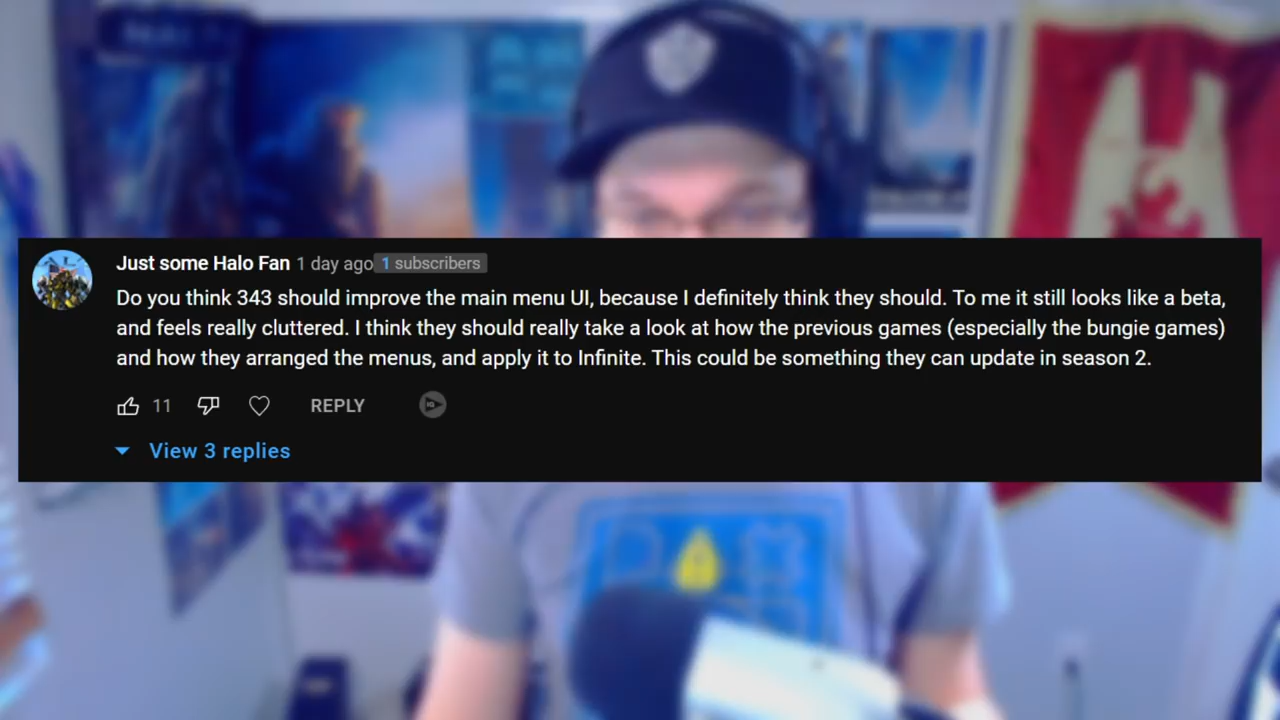 Just some Halo Fan 1 day ago 1 subscribers
Do you think 343 should improve the main menu UI, because I definitely think they should. To me it still looks like a beta,
and feels really cluttered. I think they should really take a look at how the previous games (especially the bungie games)
and how they arranged the menus, and apply it to Infinite. This could be something they can update in season 2.
11 REPLY
View 3 replies